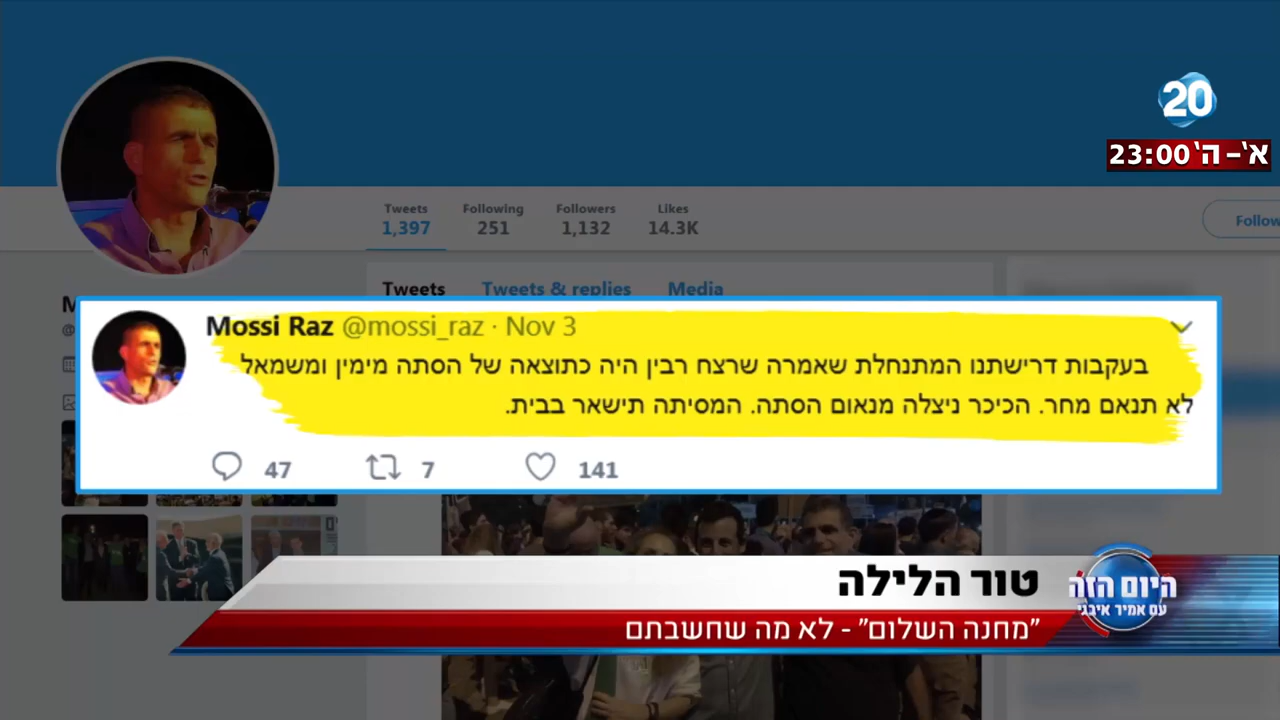 20
א'-ה' 23:00
Tweets Following Followers Likes
1,397 251 1,132 14.3K
Follow
Tweets Tweets & replies Media
M
@
Mossi Raz @mossi_raz · Nov 3
בעקבות דרישתנו המתנחלת שאמרה שרצח רבין היה כתוצאה של הסתה מימין ומשמאל
לא תנאם מחר. הכיכר ניצלה מנאום הסתה. המסיתה תישאר בבית.
47 7 141
טור הלילה
"מחנה השלום" - לא מה שחשבתם
היום הזה
עם אמיר איבגי